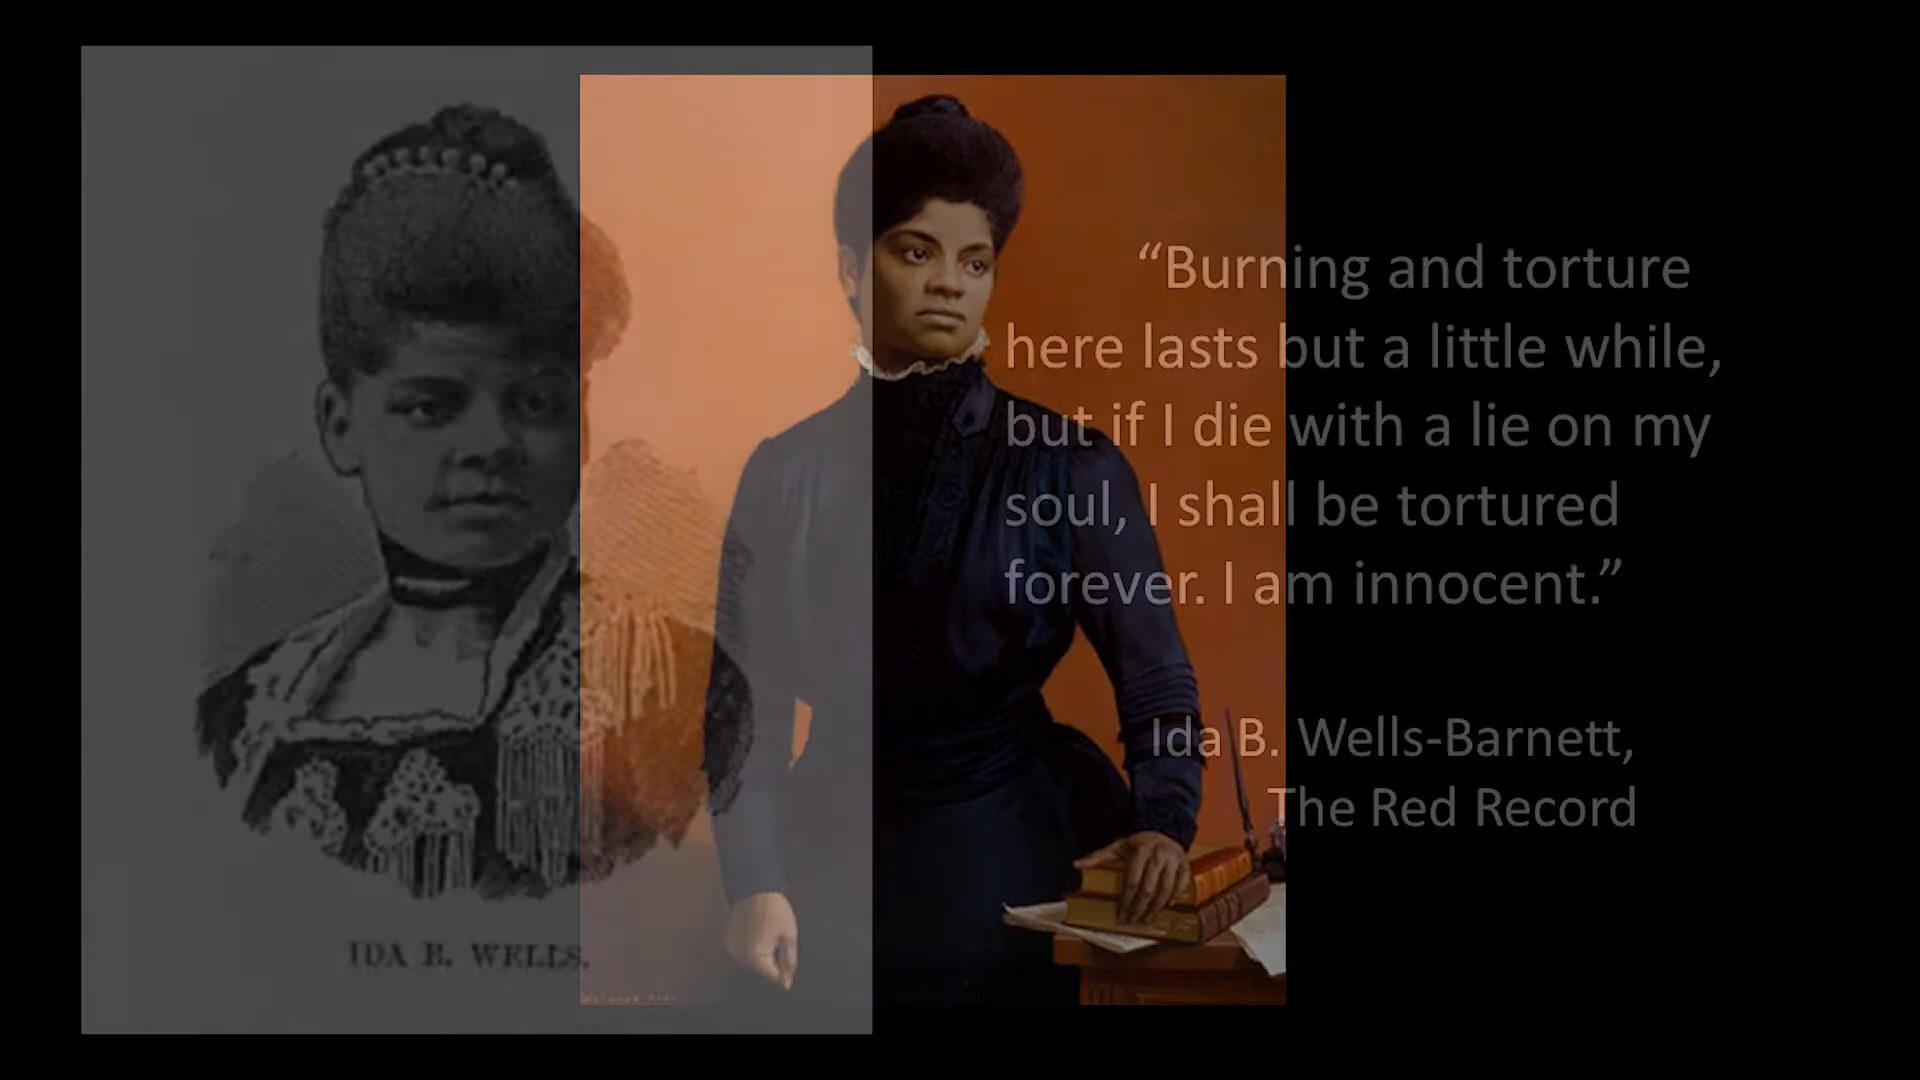 “Burning and torture
here lasts but a little while,
but if I die with a lie on my
soul, I shall be tortured
forever. I am innocent.”
Ida B. Wells-Barnett,
The Red Record
IDA B. WELLS.